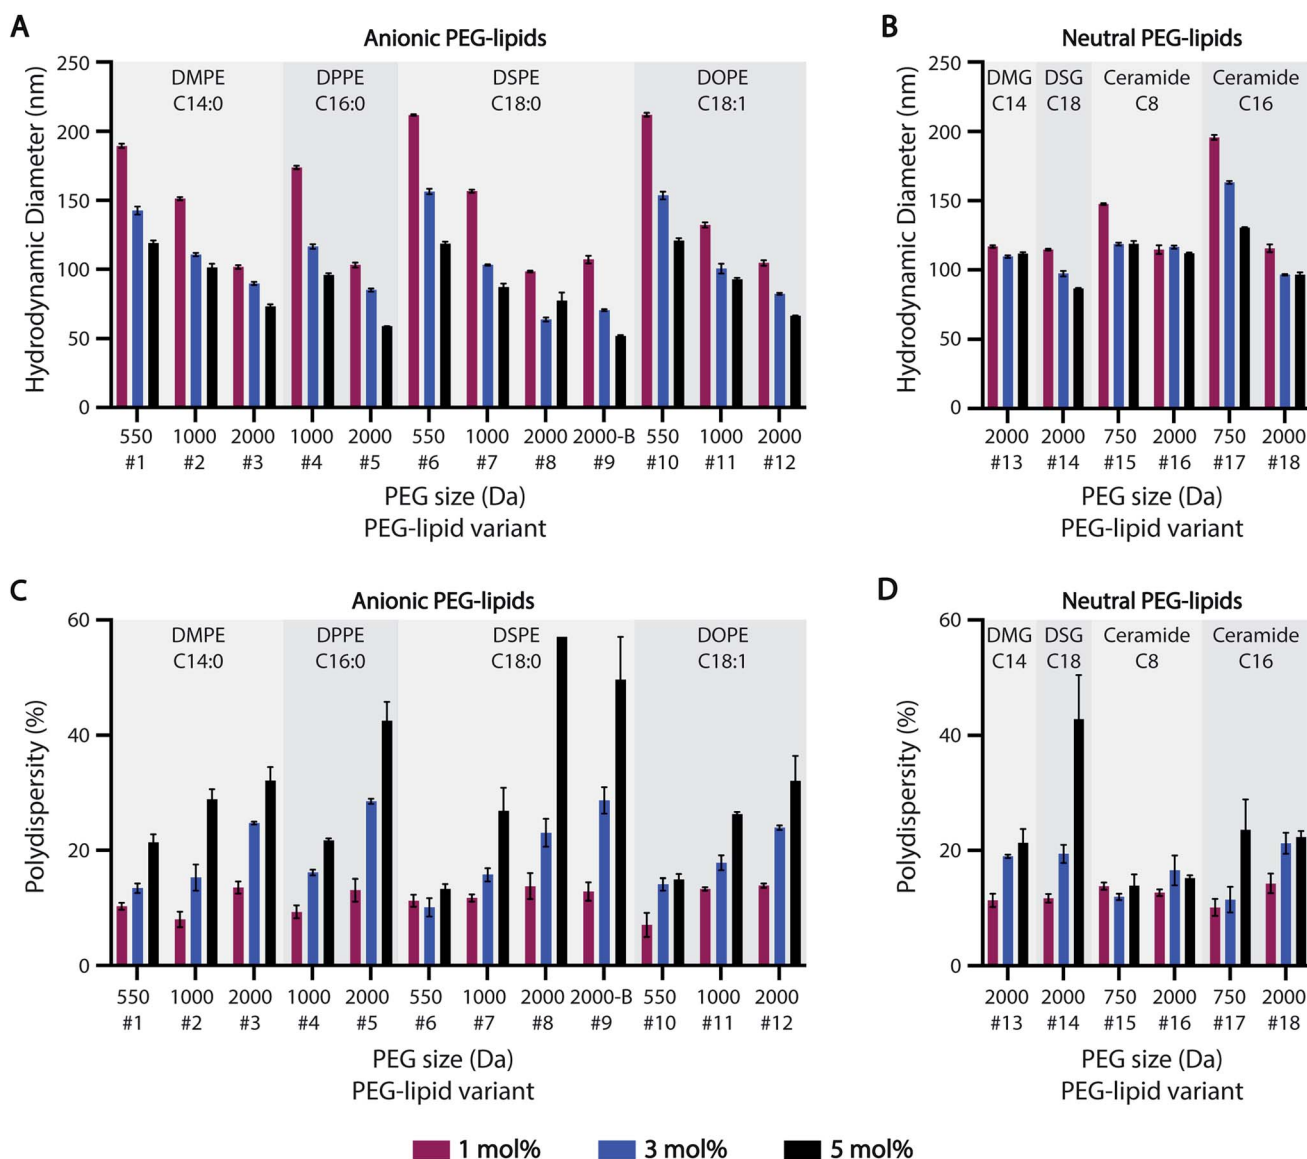 A
Anionic PEG-lipids
Hydrodynamic Diameter (nm)
250
200
150
100
50
0
DMPE DPPE DSPE DOPE
C14:0 C16:0 C18:0 C18:1
550 1000 2000 1000 2000 550 1000 2000 2000-B 550 1000 2000
#1 #2 #3 #4 #5 #6 #7 #8 #9 #10 #11 #12
PEG size (Da)
PEG-lipid variant
B
Neutral PEG-lipids
Hydrodynamic Diameter (nm)
250
200
150
100
50
0
DMG DSG Ceramide Ceramide
C14 C18 C8 C16
2000 2000 750 2000 750 2000
#13 #14 #15 #16 #17 #18
PEG size (Da)
PEG-lipid variant
C
Anionic PEG-lipids
Polydispersity (%)
60
40
20
0
DMPE DPPE DSPE DOPE
C14:0 C16:0 C18:0 C18:1
550 1000 2000 1000 2000 550 1000 2000 2000-B 550 1000 2000
#1 #2 #3 #4 #5 #6 #7 #8 #9 #10 #11 #12
PEG size (Da)
PEG-lipid variant
D
Neutral PEG-lipids
Polydispersity (%)
60
40
20
0
DMG DSG Ceramide Ceramide
C14 C18 C8 C16
2000 2000 750 2000 750 2000
#13 #14 #15 #16 #17 #18
PEG size (Da)
PEG-lipid variant
1 mol% 3 mol% 5 mol%